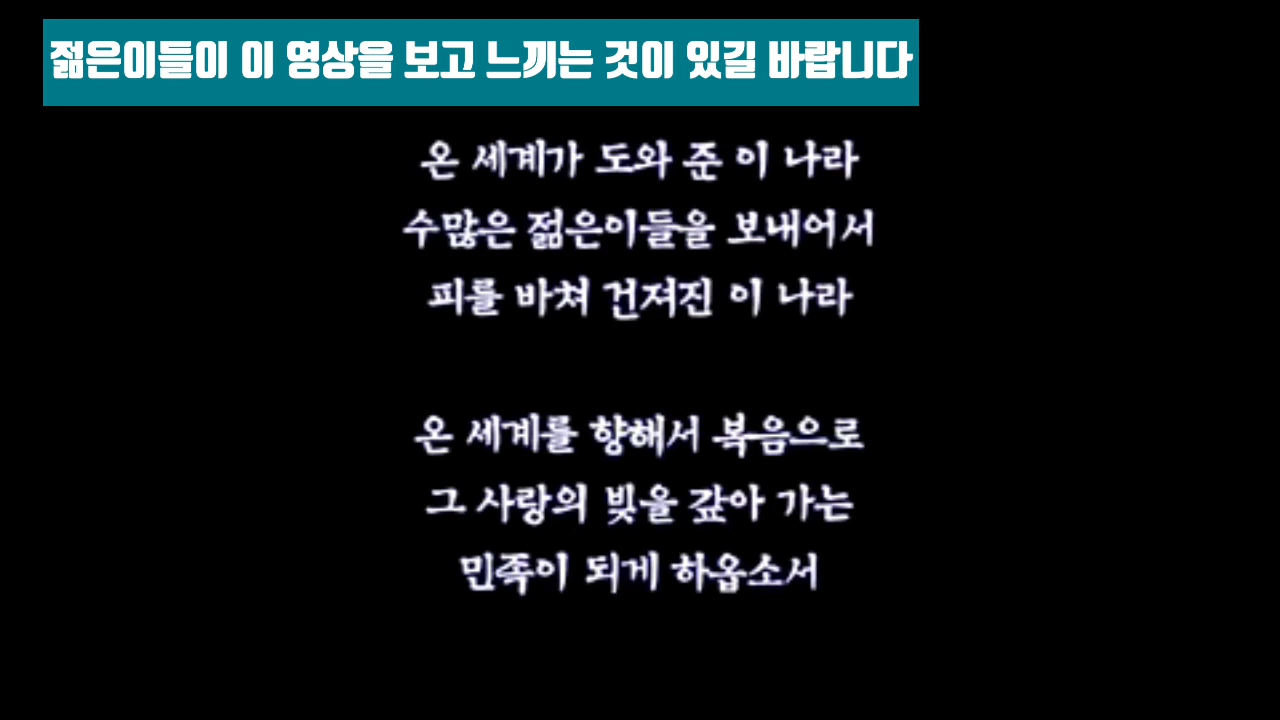 젊은이들이 이 영상을 보고 느끼는 것이 있길 바랍니다
온 세계가 도와 준 이 나라
수많은 젊은이들을 보내어서
피를 바쳐 건져진 이 나라
온 세계를 향해서 복음으로
그 사랑의 빚을 갚아 가는
민족이 되게 하옵소서